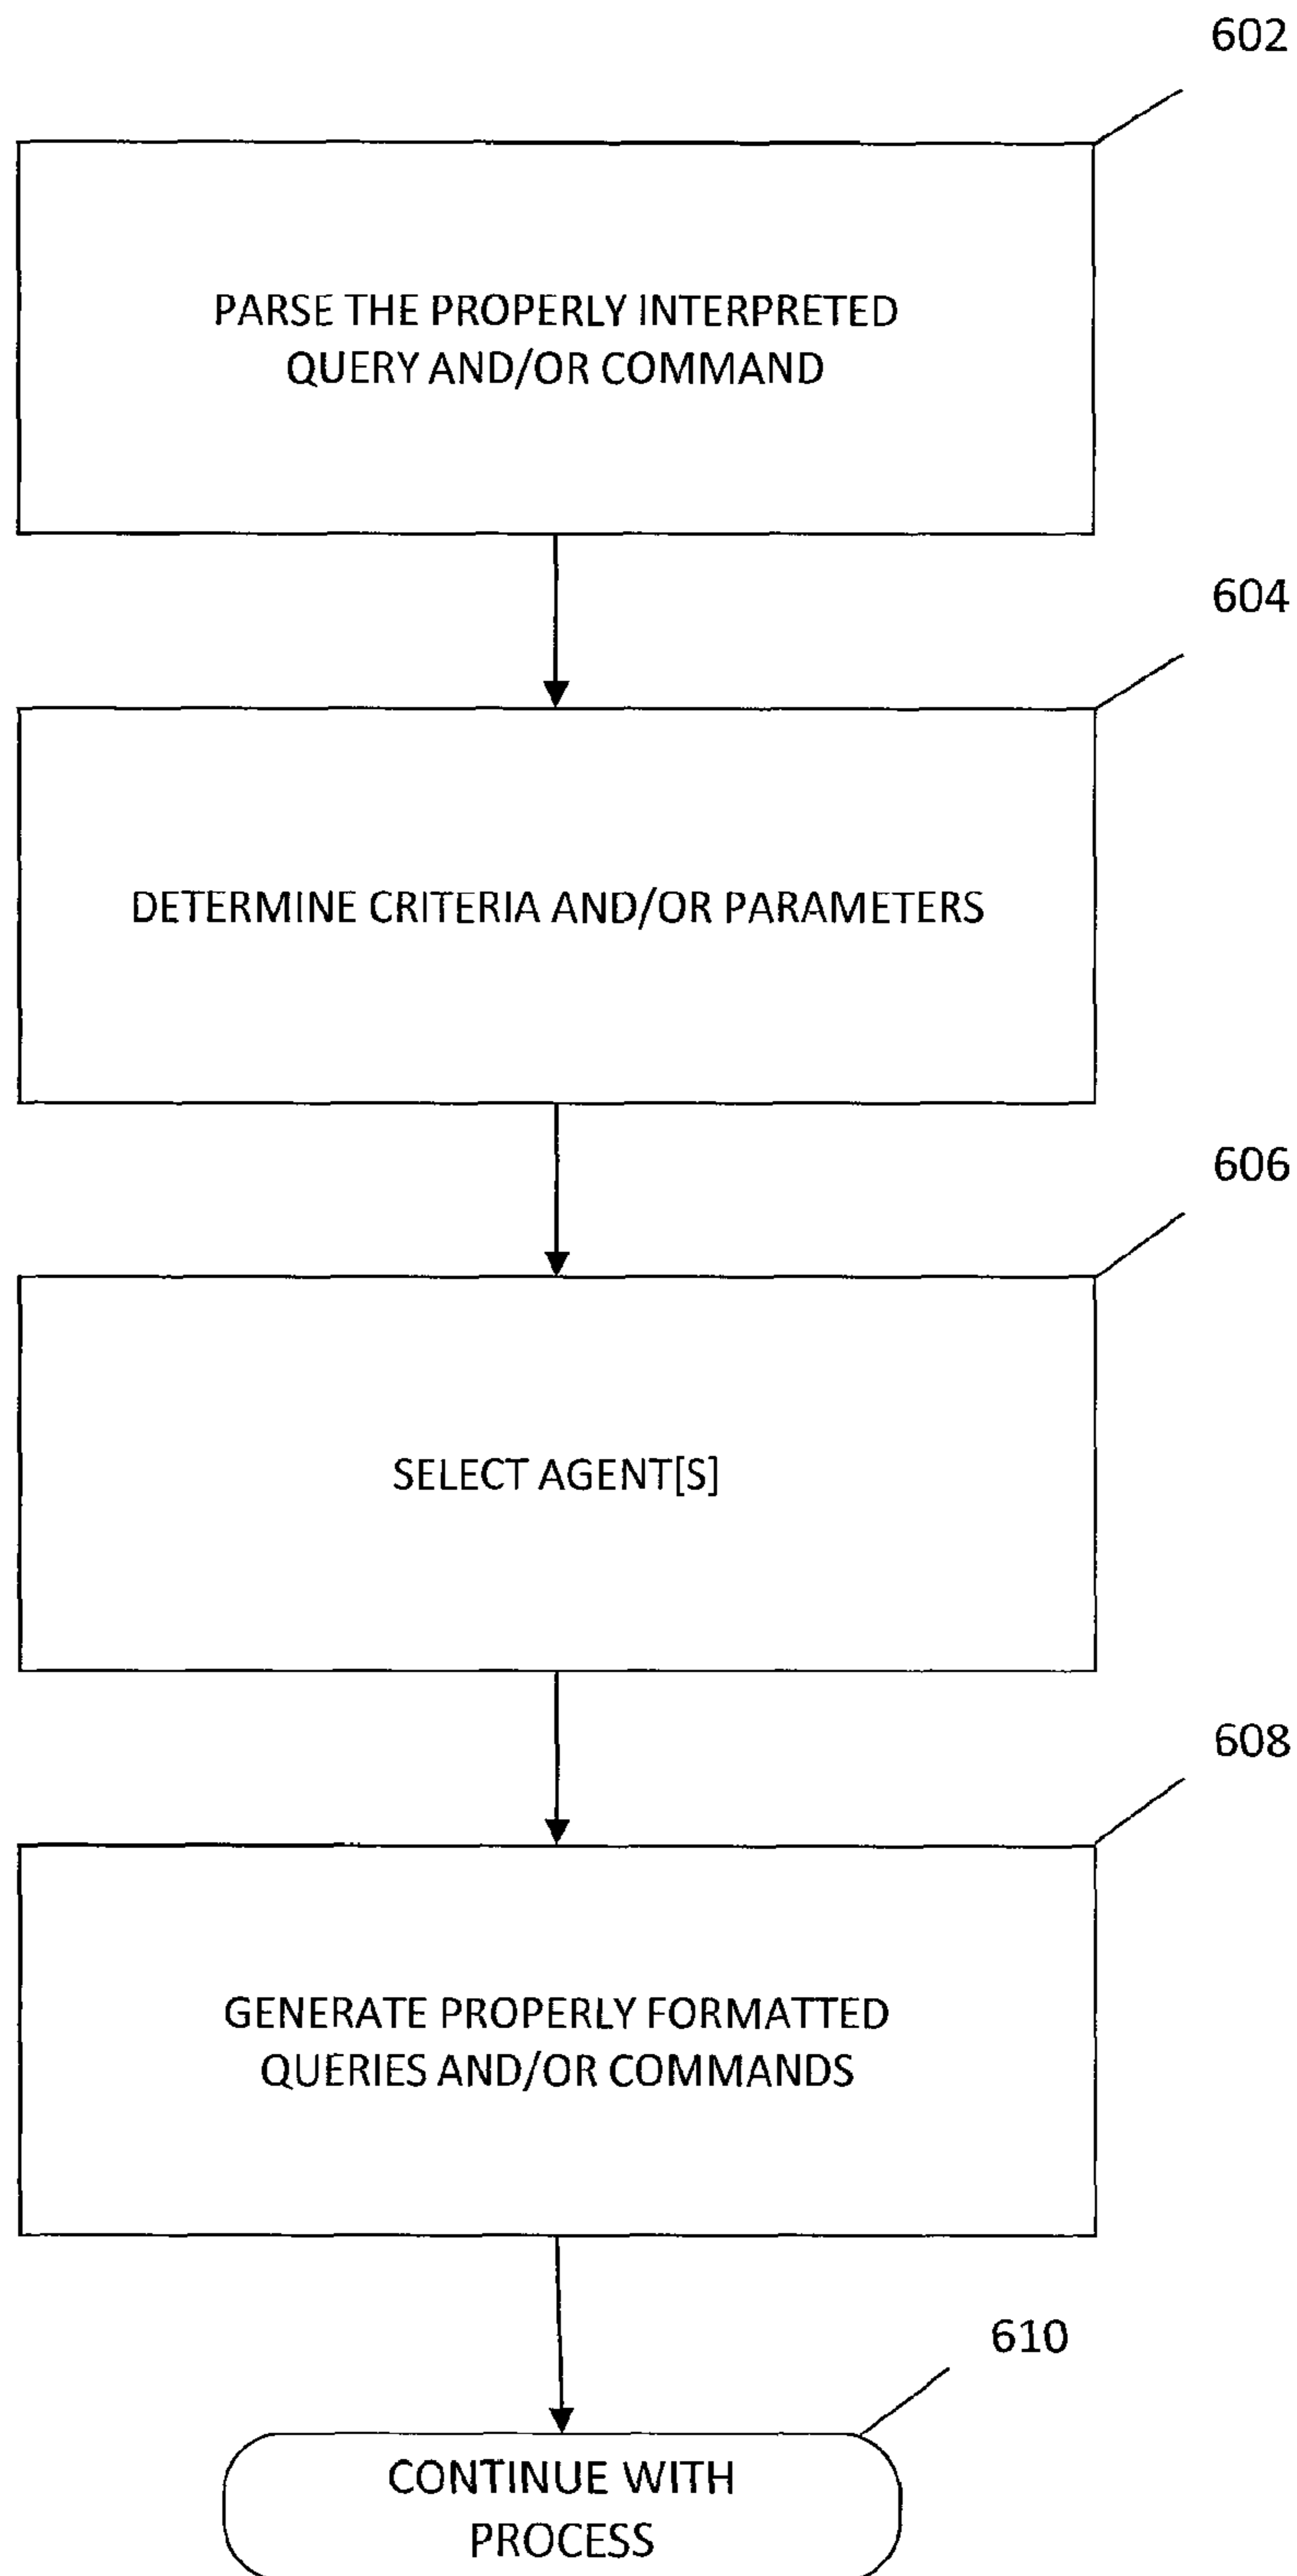 602
PARSE THE PROPERLY INTERPRETED
QUERY AND/OR COMMAND
604
DETERMINE CRITERIA AND/OR PARAMETERS
606
SELECT AGENT[S]
608
GENERATE PROPERLY FORMATTED
QUERIES AND/OR COMMANDS
610
CONTINUE WITH
PROCESS